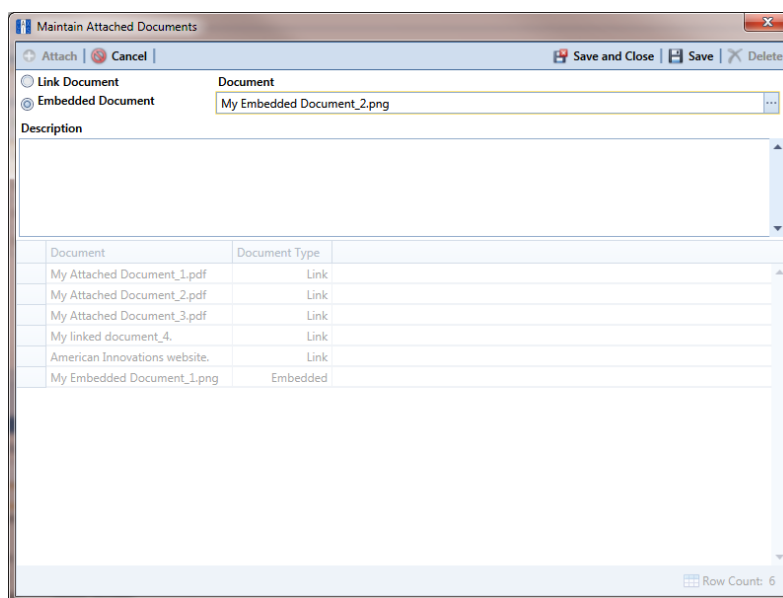 Maintain Attached Documents
Attach | Cancel | Save and Close | Save | Delete
Link Document Document
Embedded Document My Embedded Document_2.png ...
Description
Document Document Type
My Attached Document_1.pdf Link
My Attached Document_2.pdf Link
My Attached Document_3.pdf Link
My linked document_4. Link
American Innovations website. Link
My Embedded Document_1.png Embedded
Row Count: 6